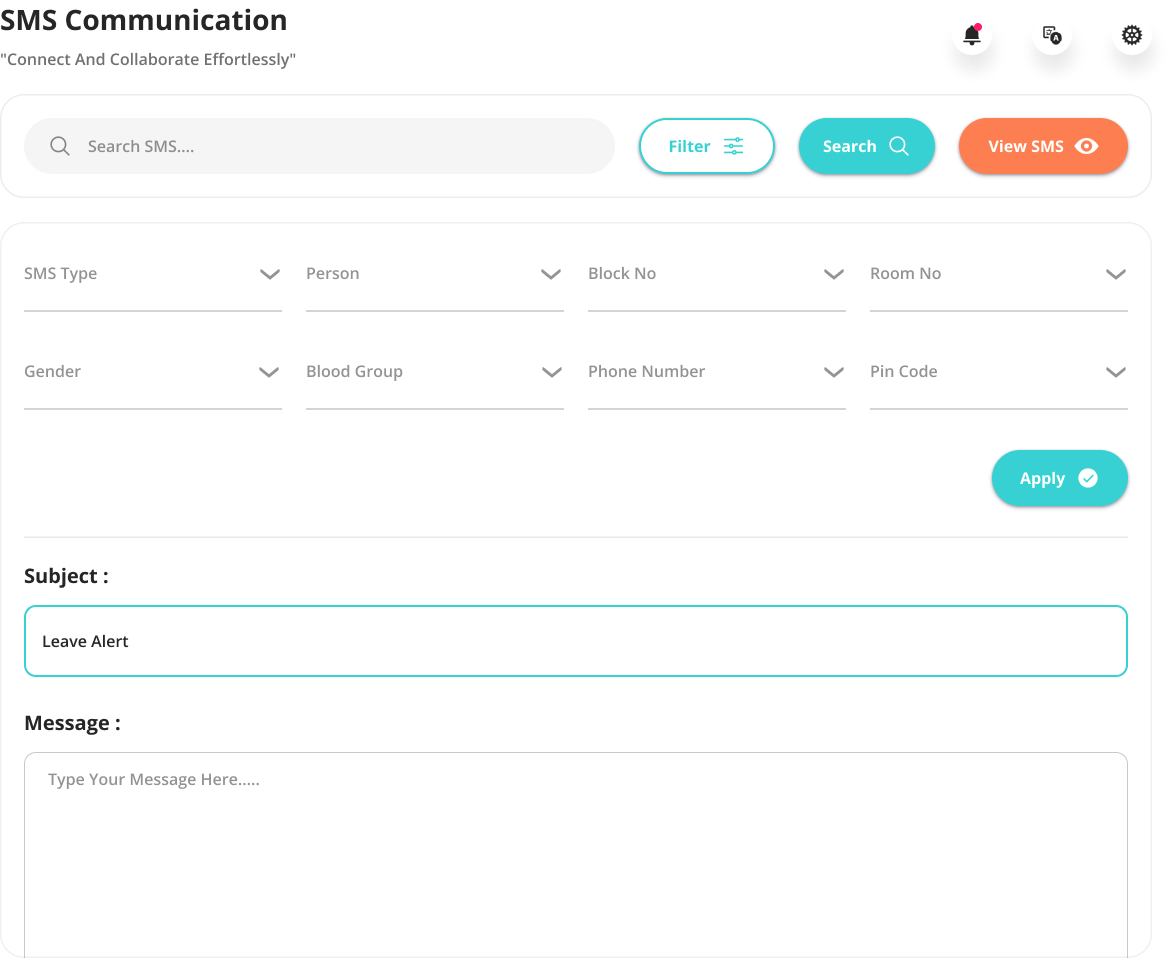 SMS Communication
"Connect And Collaborate Effortlessly"
Search SMS....
Filter
Search
View SMS
SMS Type
Person
Block No
Room No
Gender
Blood Group
Phone Number
Pin Code
Apply
Subject :
Leave Alert
Message :
Type Your Message Here.....